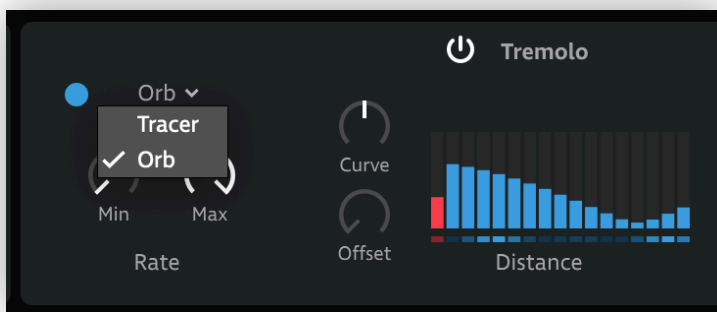 Tremolo
Orb
Tracer
Orb
Min
Max
Rate
Curve
Offset
Distance